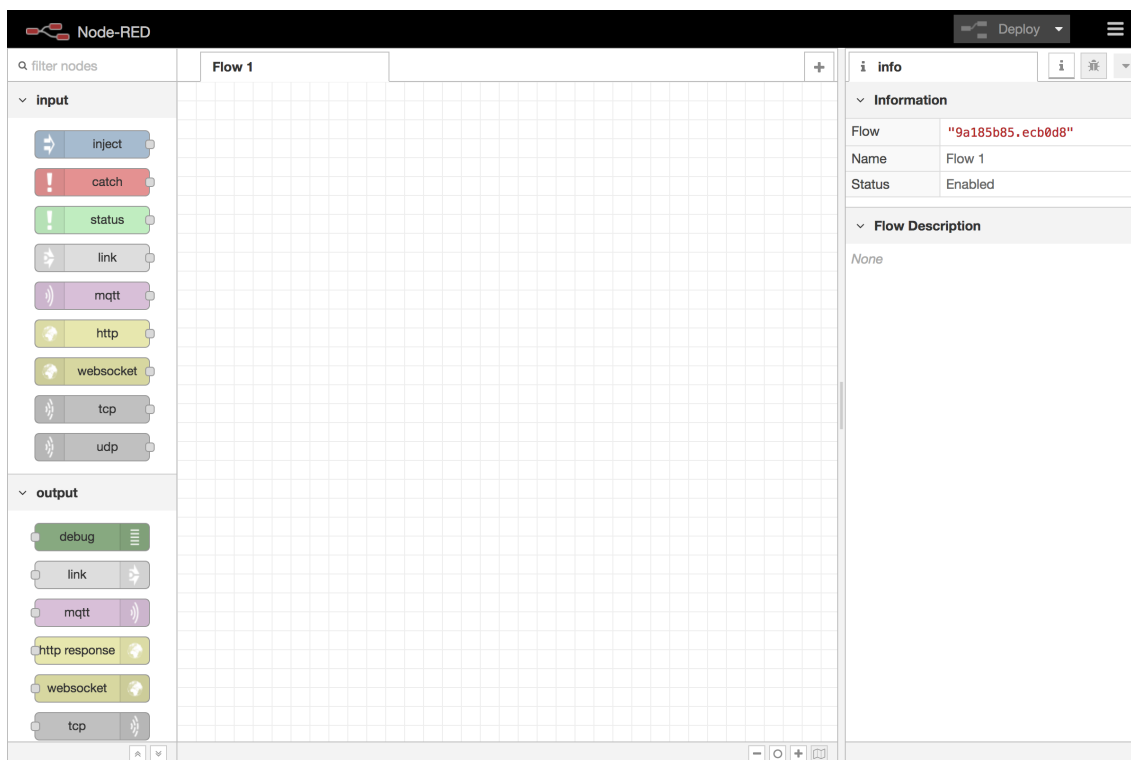 Node-RED
Deploy
filter nodes
Flow 1
i info
input
Information
inject
Flow "9a185b85.ecb0d8"
catch
Name Flow 1
Status Enabled
status
Flow Description
link
None
mqtt
http
websocket
tcp
udp
output
debug
link
mqtt
http response
websocket
tcp